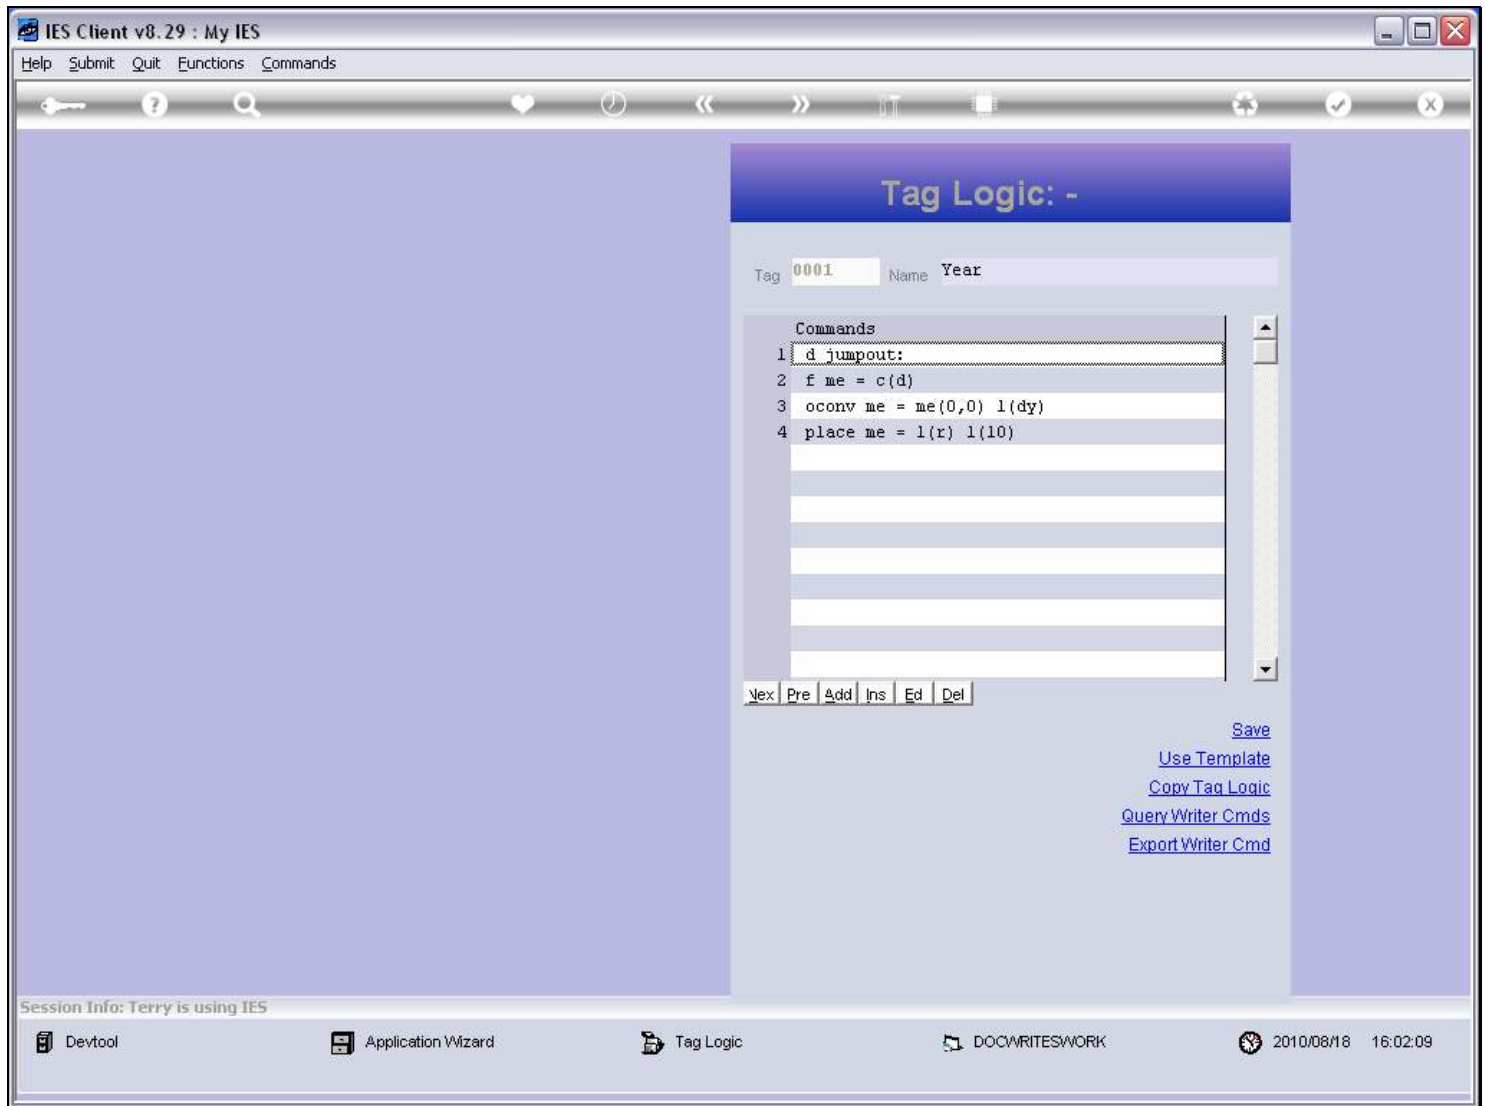 IES Client v8.29 : My IES
Help Submit Quit Functions Commands
Tag Logic: -
Tag 0001 Name Year
Commands
1 d jumpout:
2 f me = c(d)
3 oconv me = me(0,0) l(dy)
4 place me = l(r) l(10)
Nex Pre Add Ins Ed Del
Save
Use Template
Copy Tag Logic
Query Writer Cmds
Export Writer Cmd
Session Info: Terry is using IES
Devtool Application Wizard Tag Logic DOCWRITESWORK 2010/08/18 16:02:09